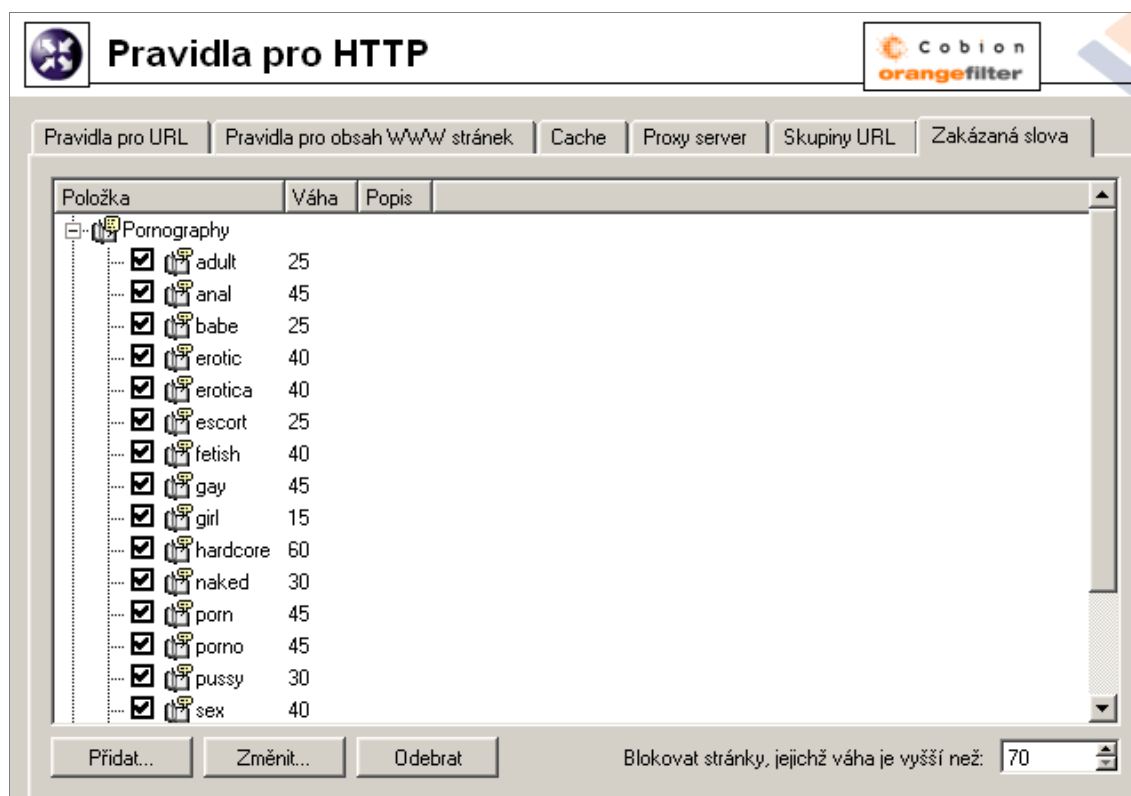 Pravidla pro HTTP
Cobion
orangefilter
Pravidla pro URL
Pravidla pro obsah WWW stránek
Cache
Proxy server
Skupiny URL
Zakázaná slova
Položka Váha Popis
Pornography
adult 25
anal 45
babe 25
erotic 40
erotica 40
escort 25
fetish 40
gay 45
girl 15
hardcore 60
naked 30
porn 45
porno 45
pussy 30
sex 40
Přidat... Změnit... Odebrat Blokovat stránky, jejichž váha je vyšší než: 70